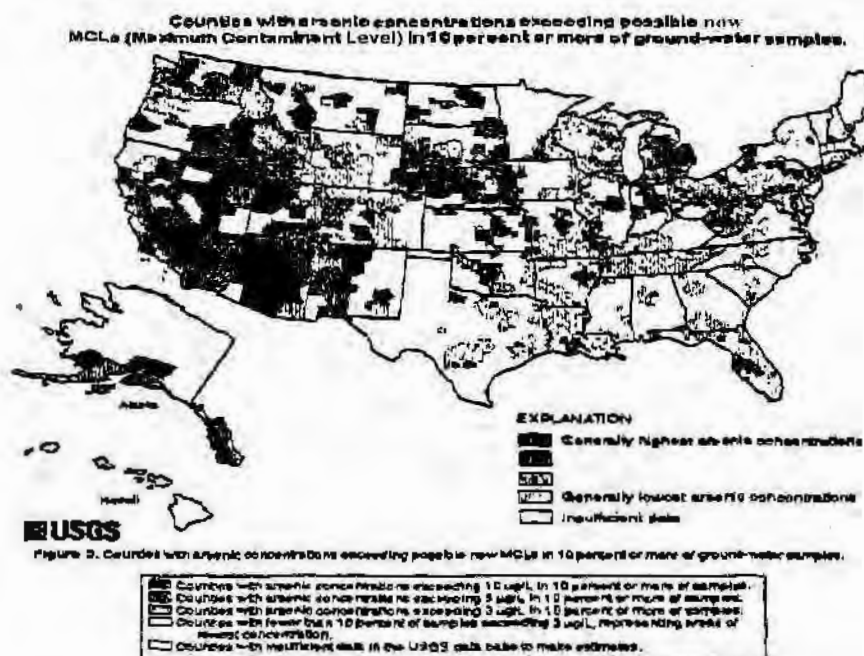 Counties with arsenic concentrations exceeding possible new
MCLs (Maximum Contaminant Level) in 10 percent or more of ground-water samples.
Alaska
Hawaii
EXPLANATION
Generally highest arsenic concentrations
Generally lowest arsenic concentrations
Insufficient data
USGS
Figure 3. Counties with arsenic concentrations exceeding possible new MCLs in 10 percent or more of ground-water samples.
Counties with arsenic concentrations exceeding 10 ug/L in 10 percent or more of samples.
Counties with arsenic concentrations exceeding 5 ug/L in 10 percent or more of samples.
Counties with arsenic concentrations exceeding 3 ug/L in 10 percent or more of samples.
Counties with fewer than 10 percent of samples exceeding 3 ug/L, representing areas of
lowest concentration.
Counties with insufficient data in the USGS data base to make estimates.